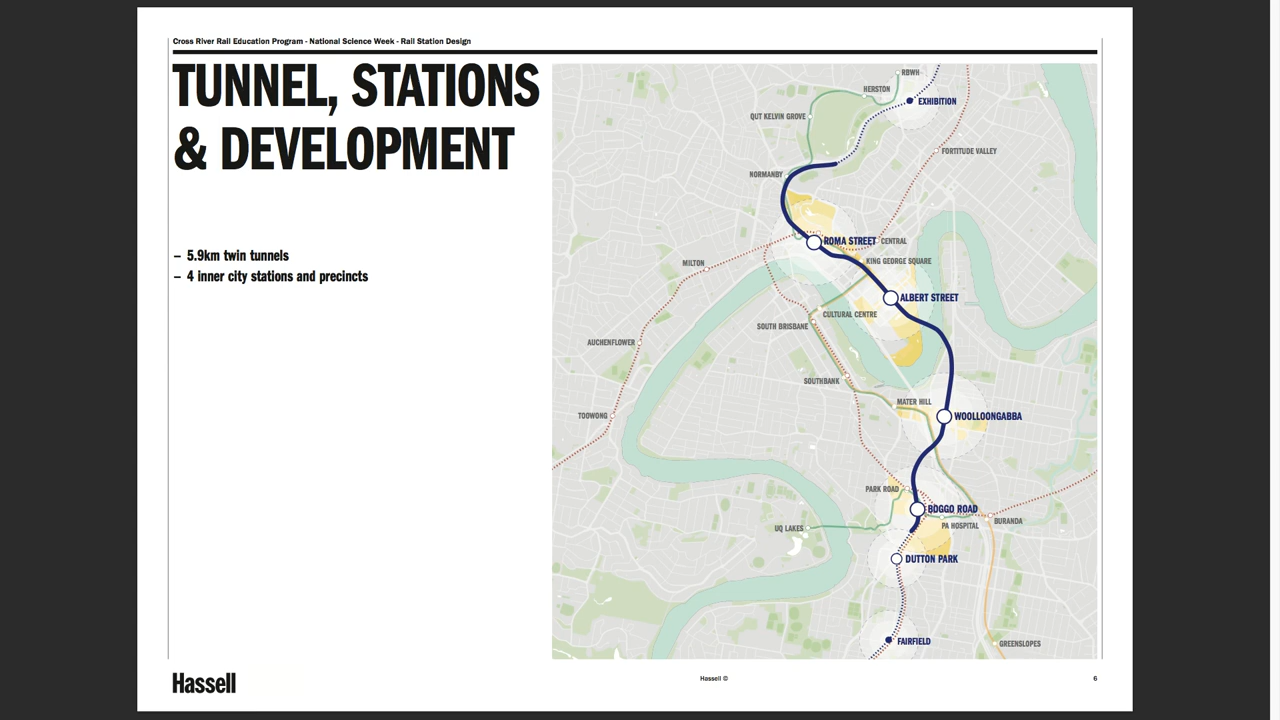 Cross River Rail Education Program - National Science Week - Rail Station Design
TUNNEL, STATIONS
& DEVELOPMENT
– 5.9km twin tunnels
– 4 inner city stations and precincts
RBWH
HERSTON
EXHIBITION
QUT KELVIN GROVE
FORTITUDE VALLEY
NORMANBY
ROMA STREET
CENTRAL
MILTON
KING GEORGE SQUARE
ALBERT STREET
CULTURAL CENTRE
SOUTH BRISBANE
AUCHENFLOWER
SOUTHBANK
MATER HILL
TOOWONG
WOOLLOONGABBA
PARK ROAD
BOGGO ROAD
BURANDA
UQ LAKES
PA HOSPITAL
DUTTON PARK
FAIRFIELD
GREENSLOPES
Hassell
Hassell ©
6